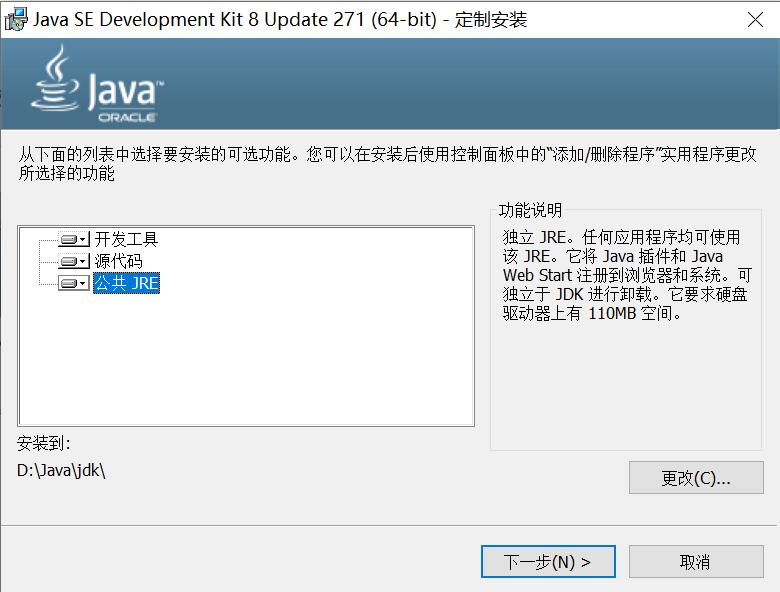 Java SE Development Kit 8 Update 271 (64-bit) - 定制安装
Java™
ORACLE
从下面的列表中选择要安装的可选功能。您可以在安装后使用控制面板中的“添加/删除程序”实用程序更改
所选择的功能
开发工具
源代码
公共 JRE
功能说明
独立 JRE。任何应用程序均可使用
该 JRE。它将 Java 插件和 Java
Web Start 注册到浏览器和系统。可
独立于 JDK 进行卸载。它要求硬盘
驱动器上有 110MB 空间。
安装到：
D:\Java\jdk\
更改(C)...
下一步(N) >
取消